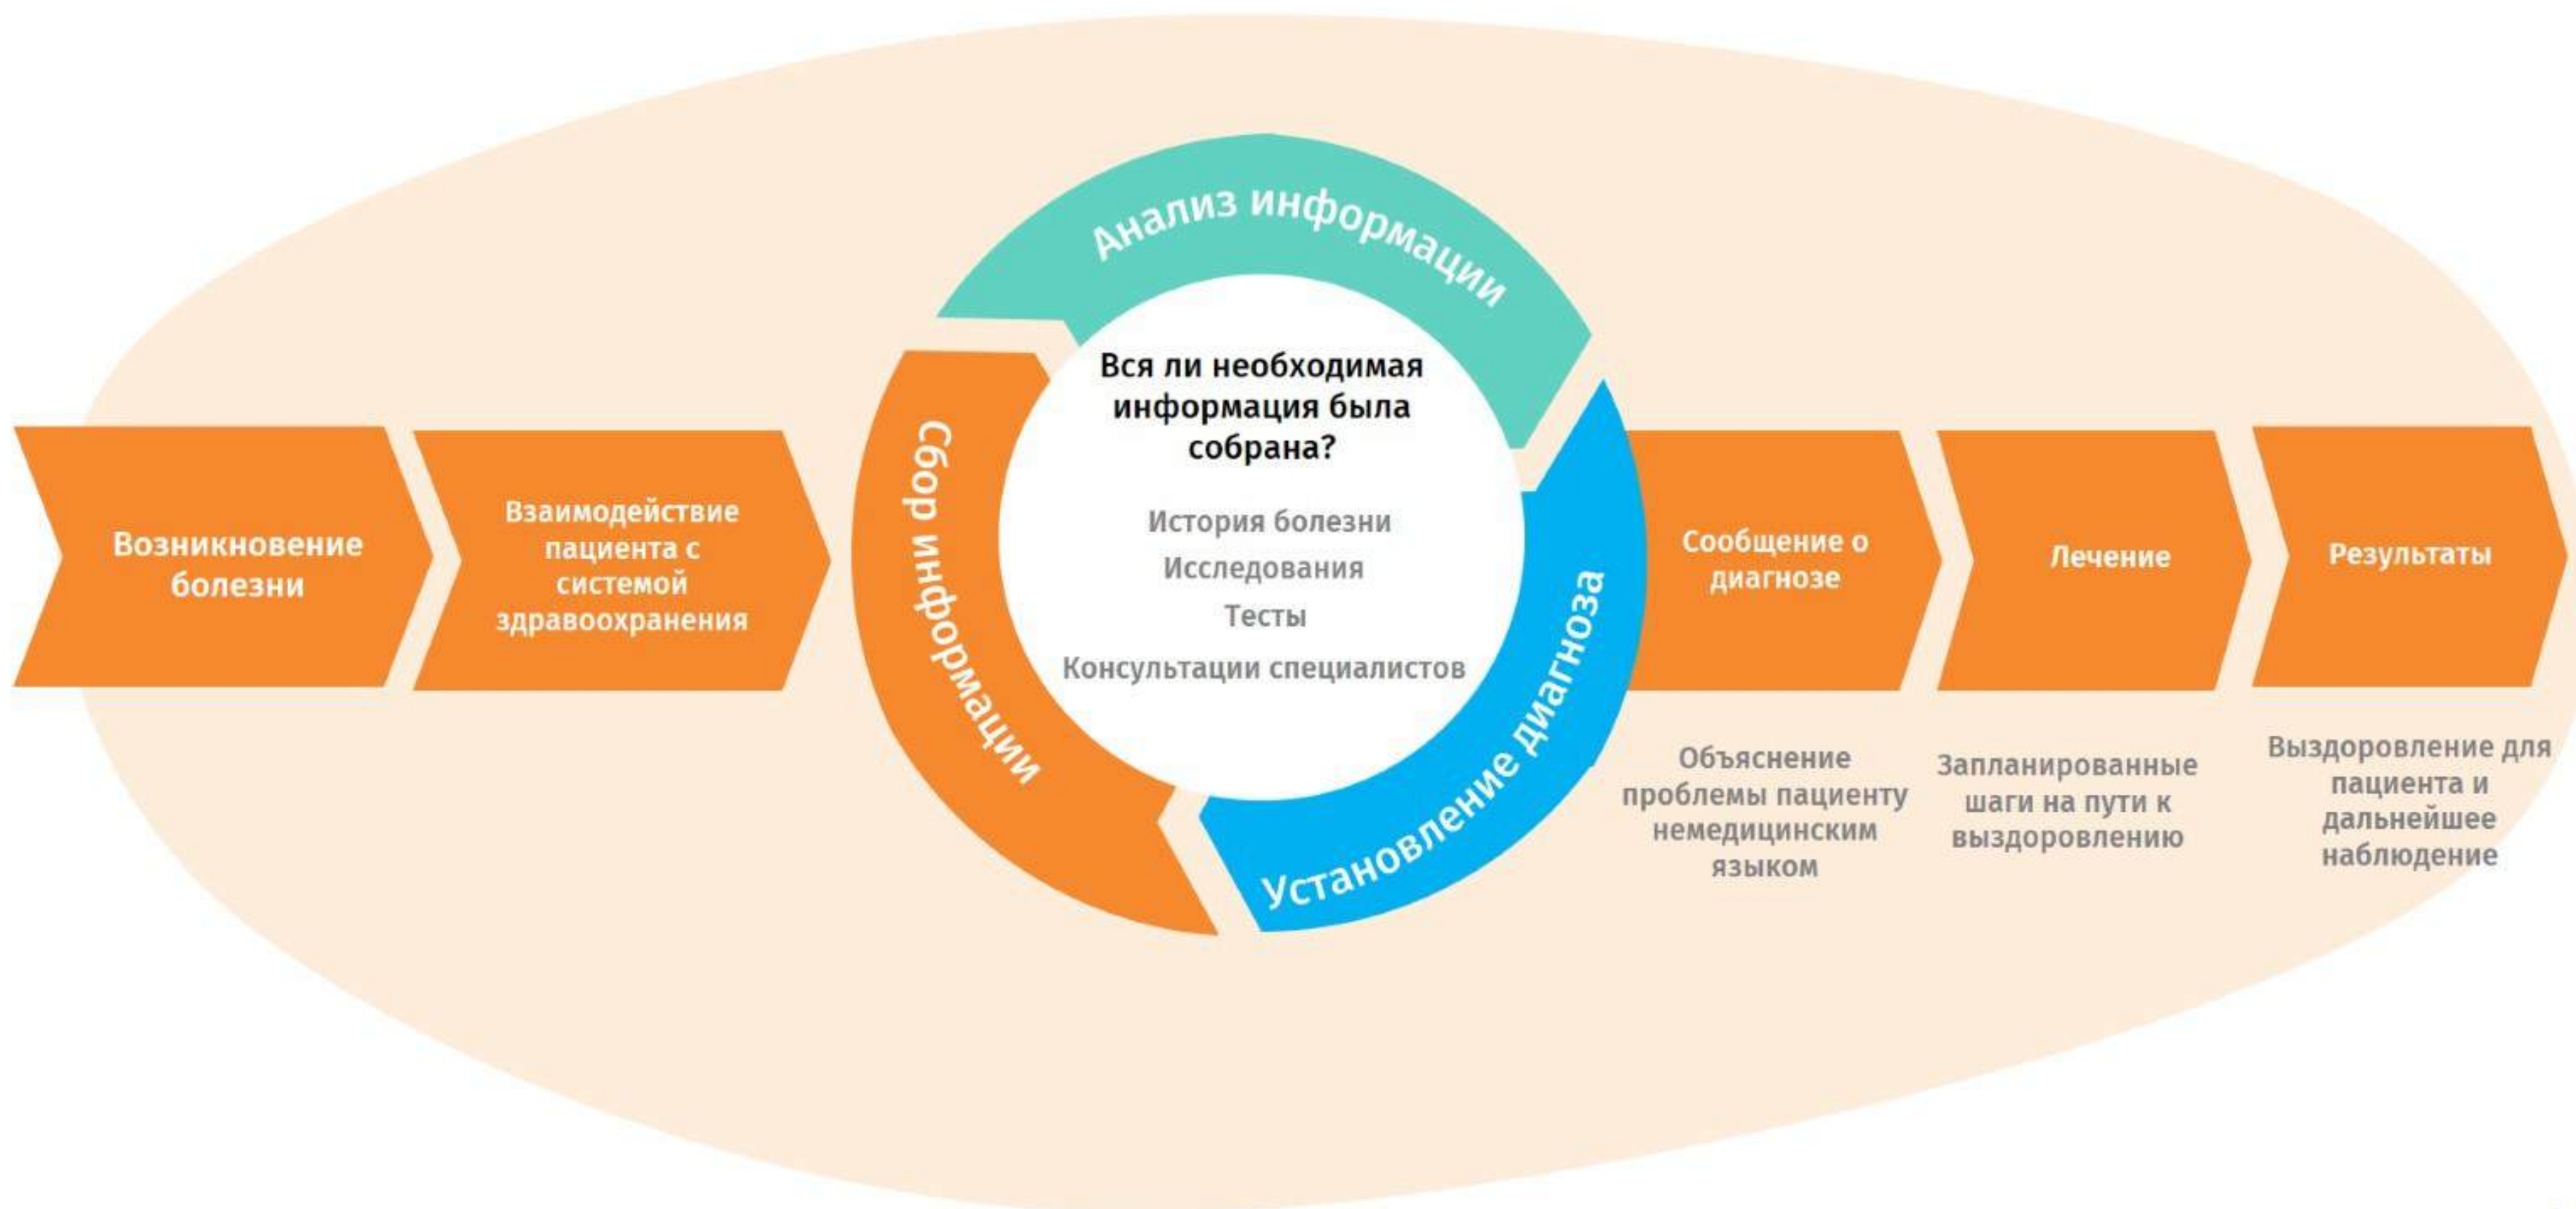 Возникновение
болезни
Взаимодействие
пациента с
системой
здравоохранения
Сбор информации
Анализ информации
Установление диагноза
Вся ли необходимая
информация была
собрана?
История болезни
Исследования
Тесты
Консультации специалистов
Сообщение о
диагнозе
Объяснение
проблемы пациенту
немедицинским
языком
Лечение
Запланированные
шаги на пути к
выздоровлению
Результаты
Выздоровление для
пациента и
дальнейшее
наблюдение